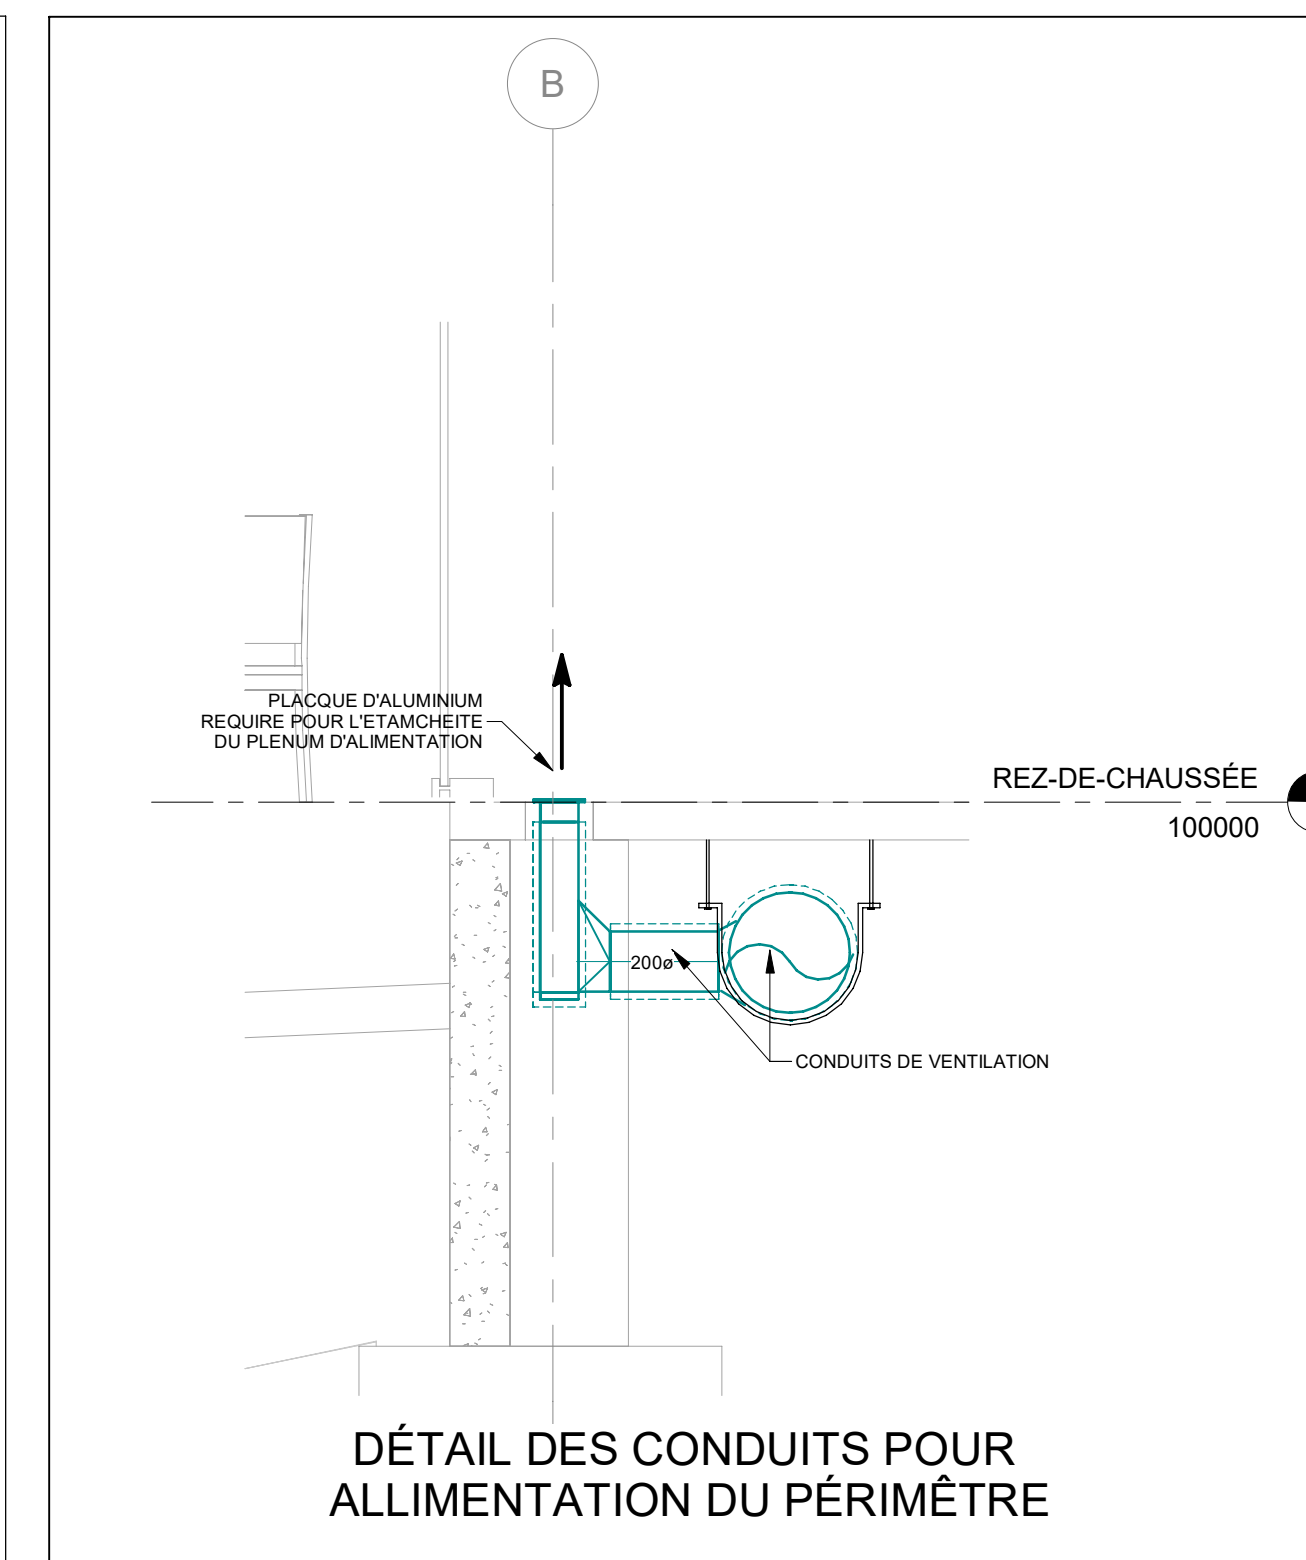 B
PLACQUE D'ALUMINIUM
REQUIRE POUR L'ETAMCHEITE
DU PLENUM D'ALIMENTATION
REZ-DE-CHAUSSÉE
100000
200ø
CONDUITS DE VENTILATION
DÉTAIL DES CONDUITS POUR
ALLIMENTATION DU PÉRIMÊTRE